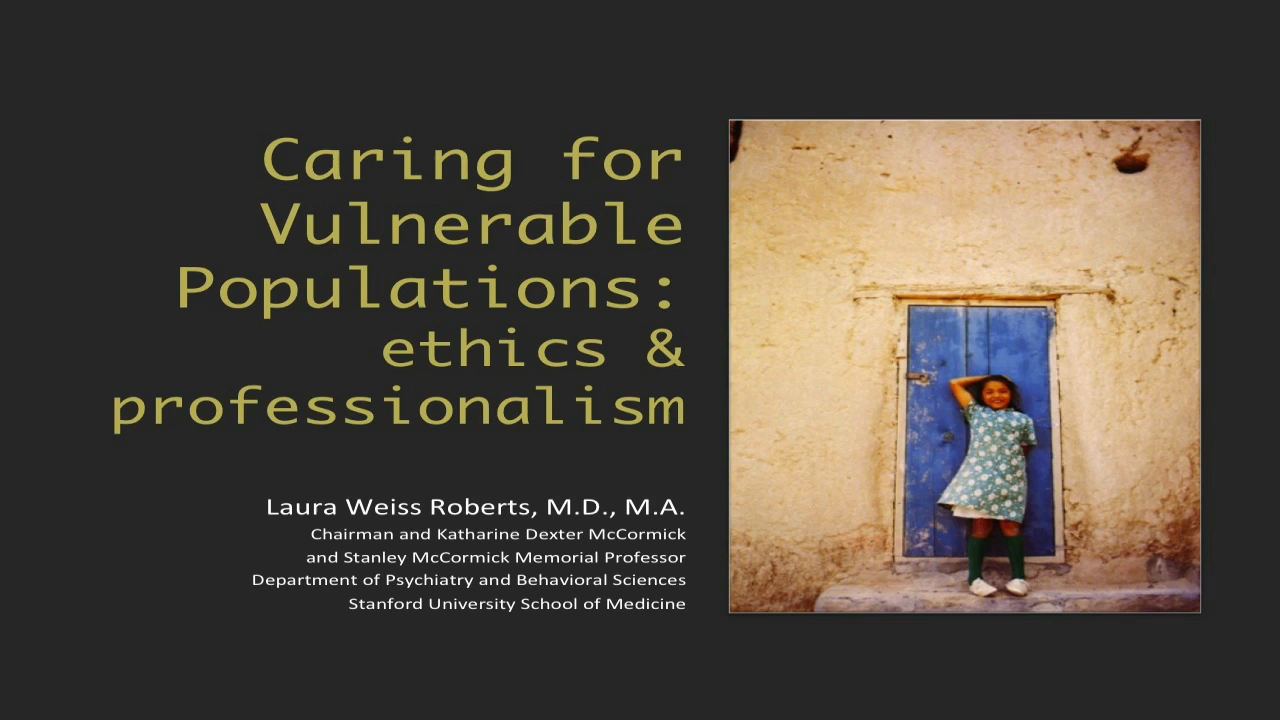 Caring for
Vulnerable
Populations:
ethics &
professionalism
Laura Weiss Roberts, M.D., M.A.
Chairman and Katharine Dexter McCormick
and Stanley McCormick Memorial Professor
Department of Psychiatry and Behavioral Sciences
Stanford University School of Medicine